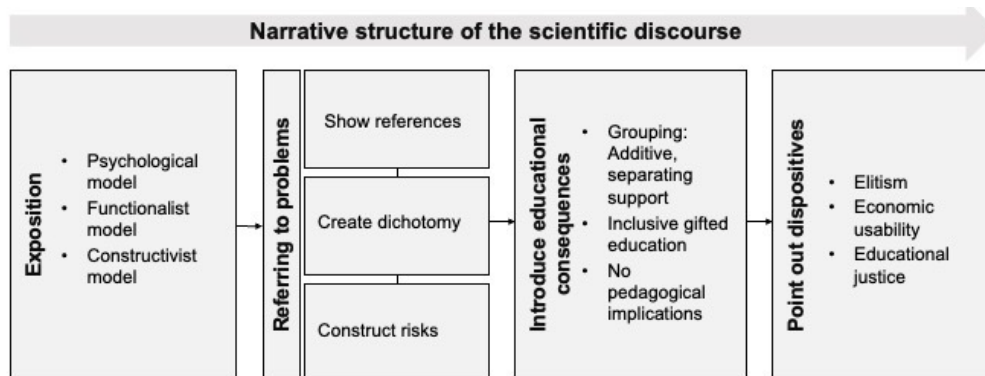 Narrative structure of the scientific discourse
Exposition
• Psychological
model
• Functionalist
model
• Constructivist
model
Referring to problems
Show references
Create dichotomy
Construct risks
Introduce educational
consequences
• Grouping:
Additive,
separating
support
• Inclusive gifted
education
• No
pedagogical
implications
Point out dispositives
• Elitism
• Economic
usability
• Educational
justice